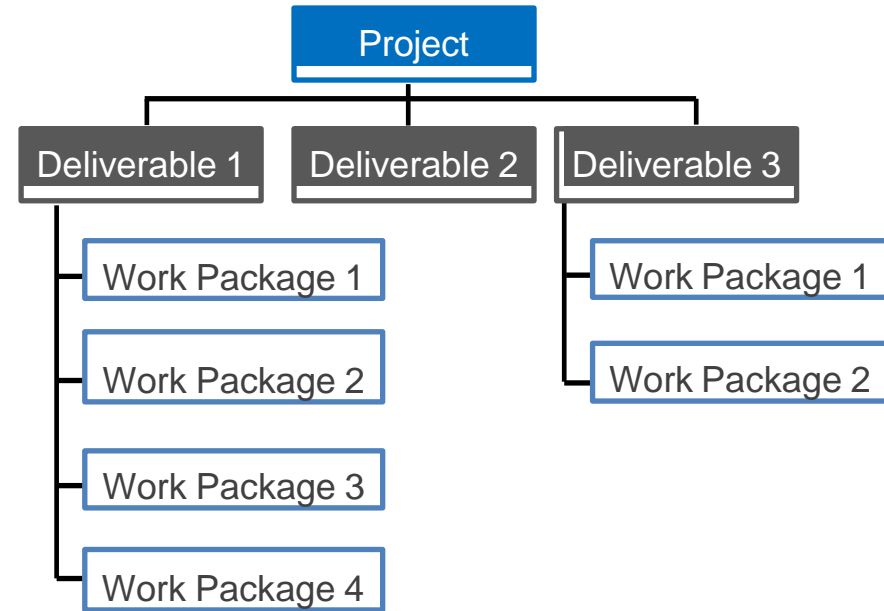 Project
Deliverable 1
Deliverable 2
Deliverable 3
Work Package 1
Work Package 2
Work Package 3
Work Package 4
Work Package 1
Work Package 2